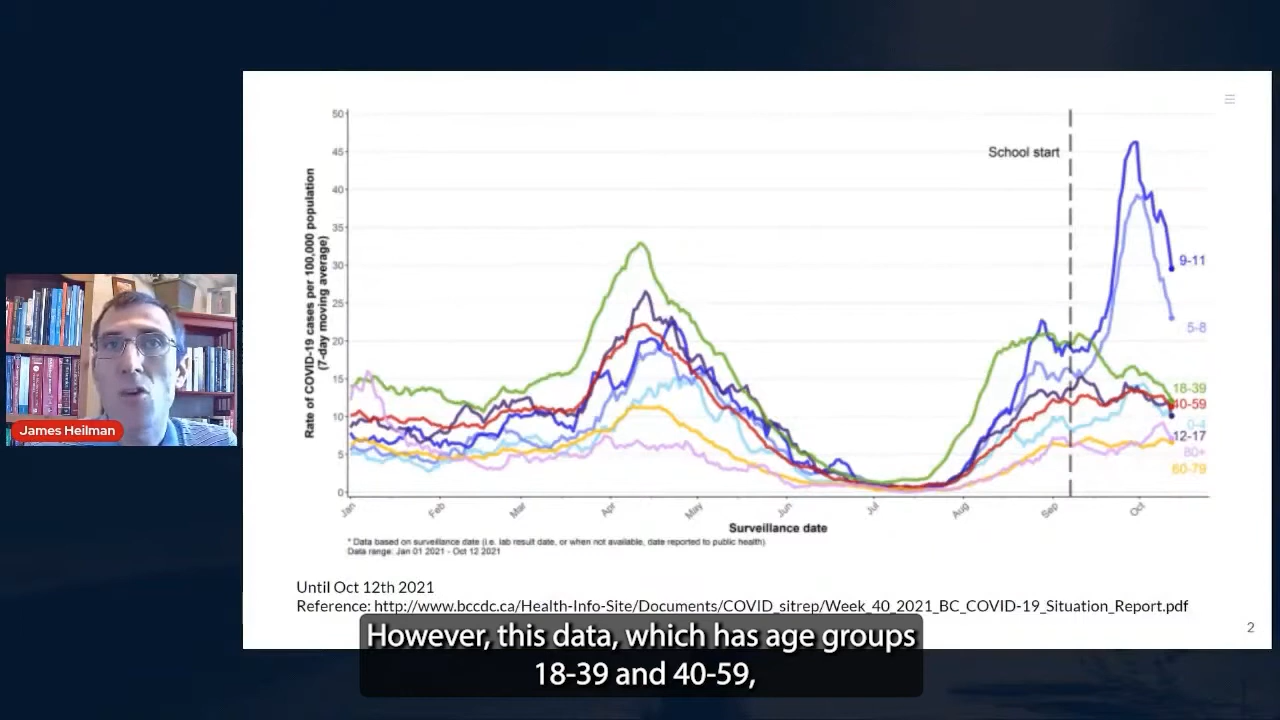 Rate of COVID-19 cases per 100,000 population
(7-day moving average)
50
45
40
35
30
25
20
15
10
5
0
School start
9-11
5-8
18-39
40-59
0-4
12-17
80+
60-79
Jan
Feb
Mar
Apr
May
Jun
Jul
Aug
Sep
Oct
Surveillance date
* Data based on surveillance date (i.e. lab result date, or when not available, date reported to public health)
Data range: Jan 01 2021 - Oct 12 2021
James Heilman
Until Oct 12th 2021
Reference: http://www.bccdc.ca/Health-Info-Site/Documents/COVID_sitrep/Week_40_2021_BC_COVID-19_Situation_Report.pdf
2
However, this data, which has age groups
18-39 and 40-59,